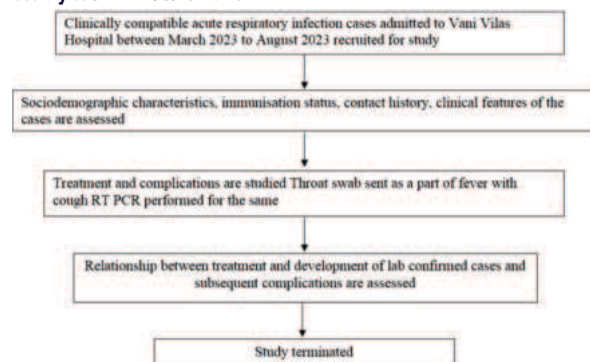 Clinically compatible acute respiratory infection cases admitted to Vani Vilas
Hospital between March 2023 to August 2023 recruited for study
Sociodemographic characteristics, immunisation status, contact history, clinical features of the
cases are assessed
Treatment and complications are studied Throat swab sent as a part of fever with
cough RT PCR performed for the same
Relationship between treatment and development of lab confirmed cases and
subsequent complications are assessed
Study terminated